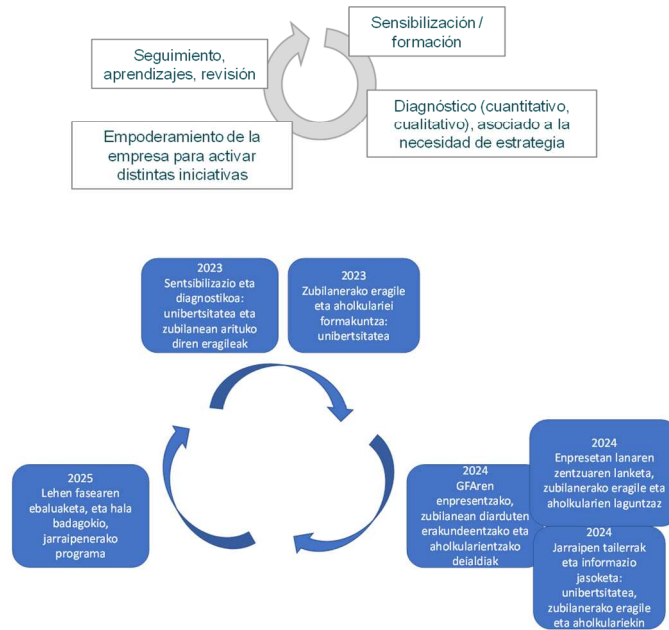 Sensibilización /
formación
Seguimiento,
aprendizajes, revisión
Diagnóstico (cuantitativo,
cualitativo), asociado a la
necesidad de estrategia
Empoderamiento de la
empresa para activar
distintas iniciativas
2023
Sentsibilizazio eta
diagnostikoa:
unibertsitatea eta
zubilanean arituko
diren eragileak
2023
Zubilanerako eragile
eta aholkulariei
formakuntza:
unibertsitatea
2024
Enpresetan lanaren
zentzuaren lanketa,
zubilanerako eragile eta
aholkularien laguntzaz
2024
GFAren
enpresentzako,
zubilanean diarduten
erakundeentzako eta
aholkularientzako
deialdiak
2024
Jarraipen tailerrak
eta informazio
jasoketa:
unibertsitatea,
zubilanerako eragile
eta aholkulariekin
2025
Lehen fasearen
ebaluaketa, eta hala
badagokio,
jarraipenerako
programa